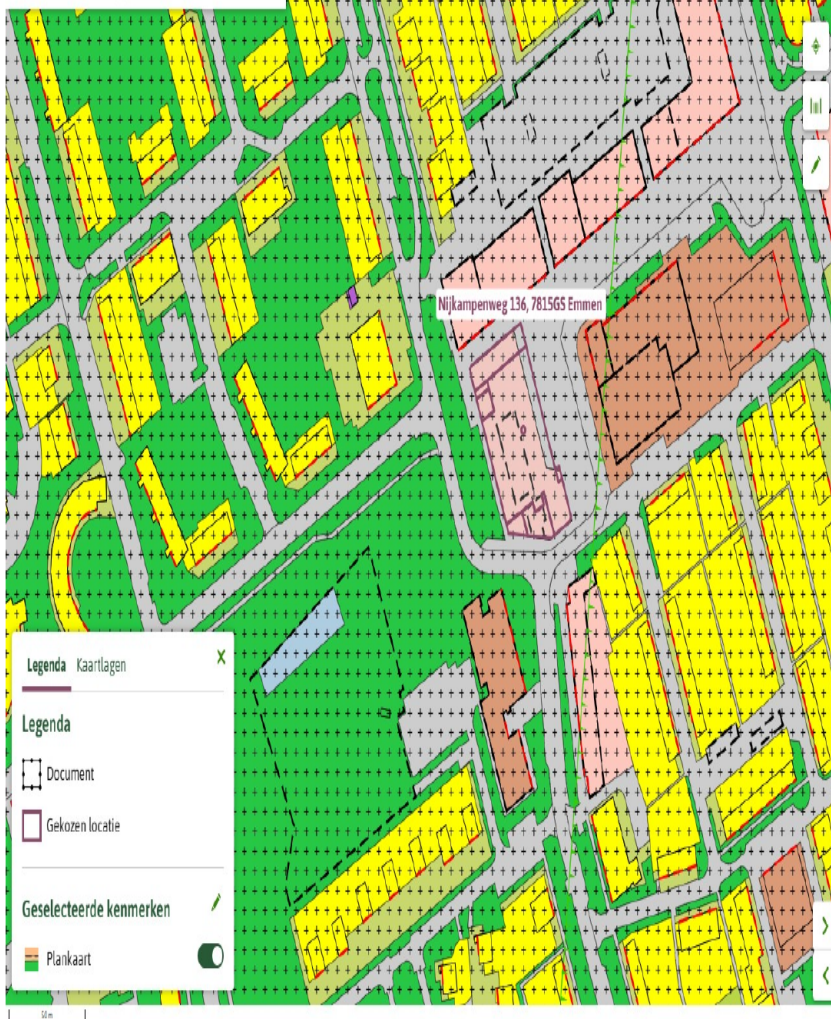 Nijkampenweg 136, 7815GS Emmen
Legenda Kaartlagen
Legenda
Document
Gekozen locatie
Geselecteerde kenmerken
Plankaart